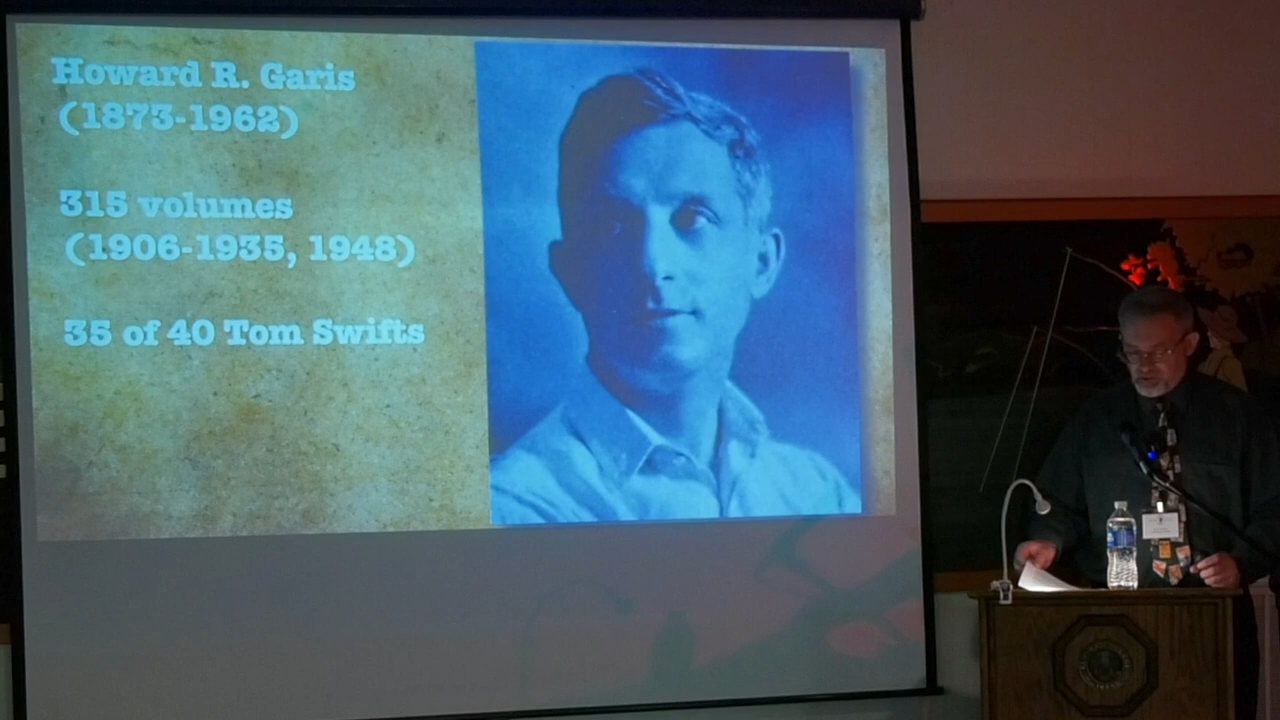 Howard R. Garis
(1873-1962)
315 volumes
(1906-1935, 1948)
35 of 40 Tom Swifts